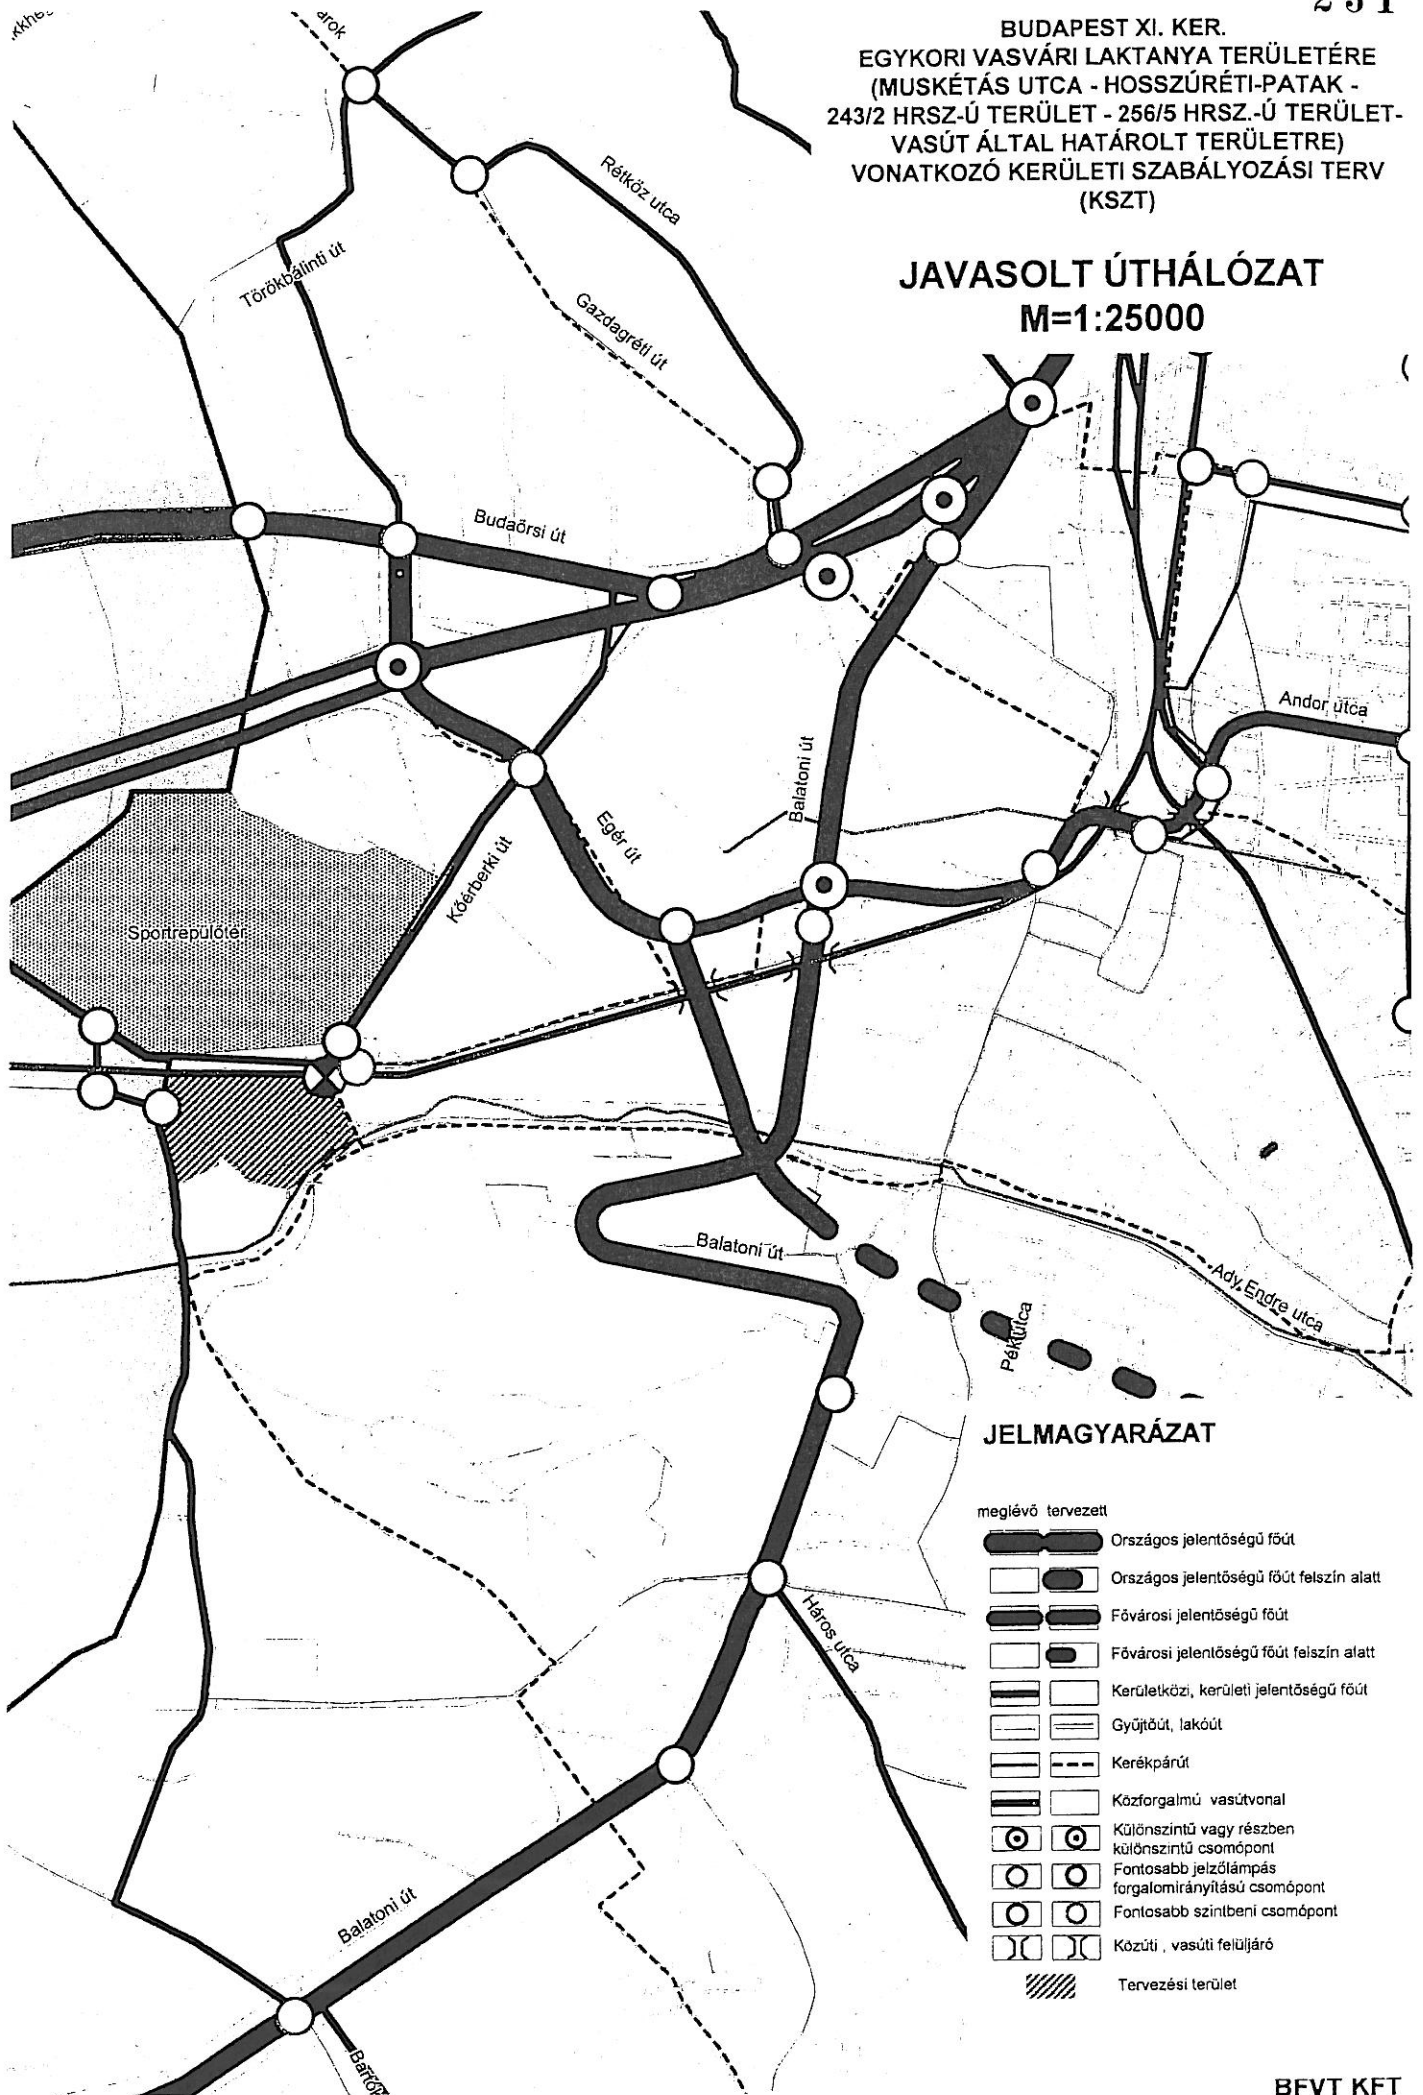 BUDAPEST XI. KER.
EGYKORI VASVÁRI LAKTANYA TERÜLETÉRE
(MUSKÉTÁS UTCA - HOSSZÚRÉTI-PATAK -
243/2 HRSZ-Ú TERÜLET - 256/5 HRSZ.-Ú TERÜLET-
VASÚT ÁLTAL HATÁROLT TERÜLETRE)
VONATKOZÓ KERÜLETI SZABÁLYOZÁSI TERV
(KSZT)
JAVASOLT ÚTHÁLÓZAT
M=1:25000
Rétköz utca
Törökbálinti út
Gazdagréti út
Budaörsi út
Andor utca
Balatoni út
Egér út
Kőérberki út
Sportrepülőtér
Balatoni út
Ady Endre utca
Péki utca
Háros utca
Balatoni út
JELMAGYARÁZAT
meglévő tervezett
Országos jelentőségű főút
Országos jelentőségű főút felszín alatt
Fővárosi jelentőségű főút
Fővárosi jelentőségű főút felszín alatt
Kerületközi, kerületi jelentőségű főút
Gyűjtőút, lakóút
Kerékpárút
Közforgalmú vasútvonal
Különszintű vagy részben
különszintű csomópont
Fontosabb jelzőlámpás
forgalomirányítású csomópont
Fontosabb szintbeni csomópont
Közúti , vasúti felüljáró
Tervezési terület
BFVT KFT